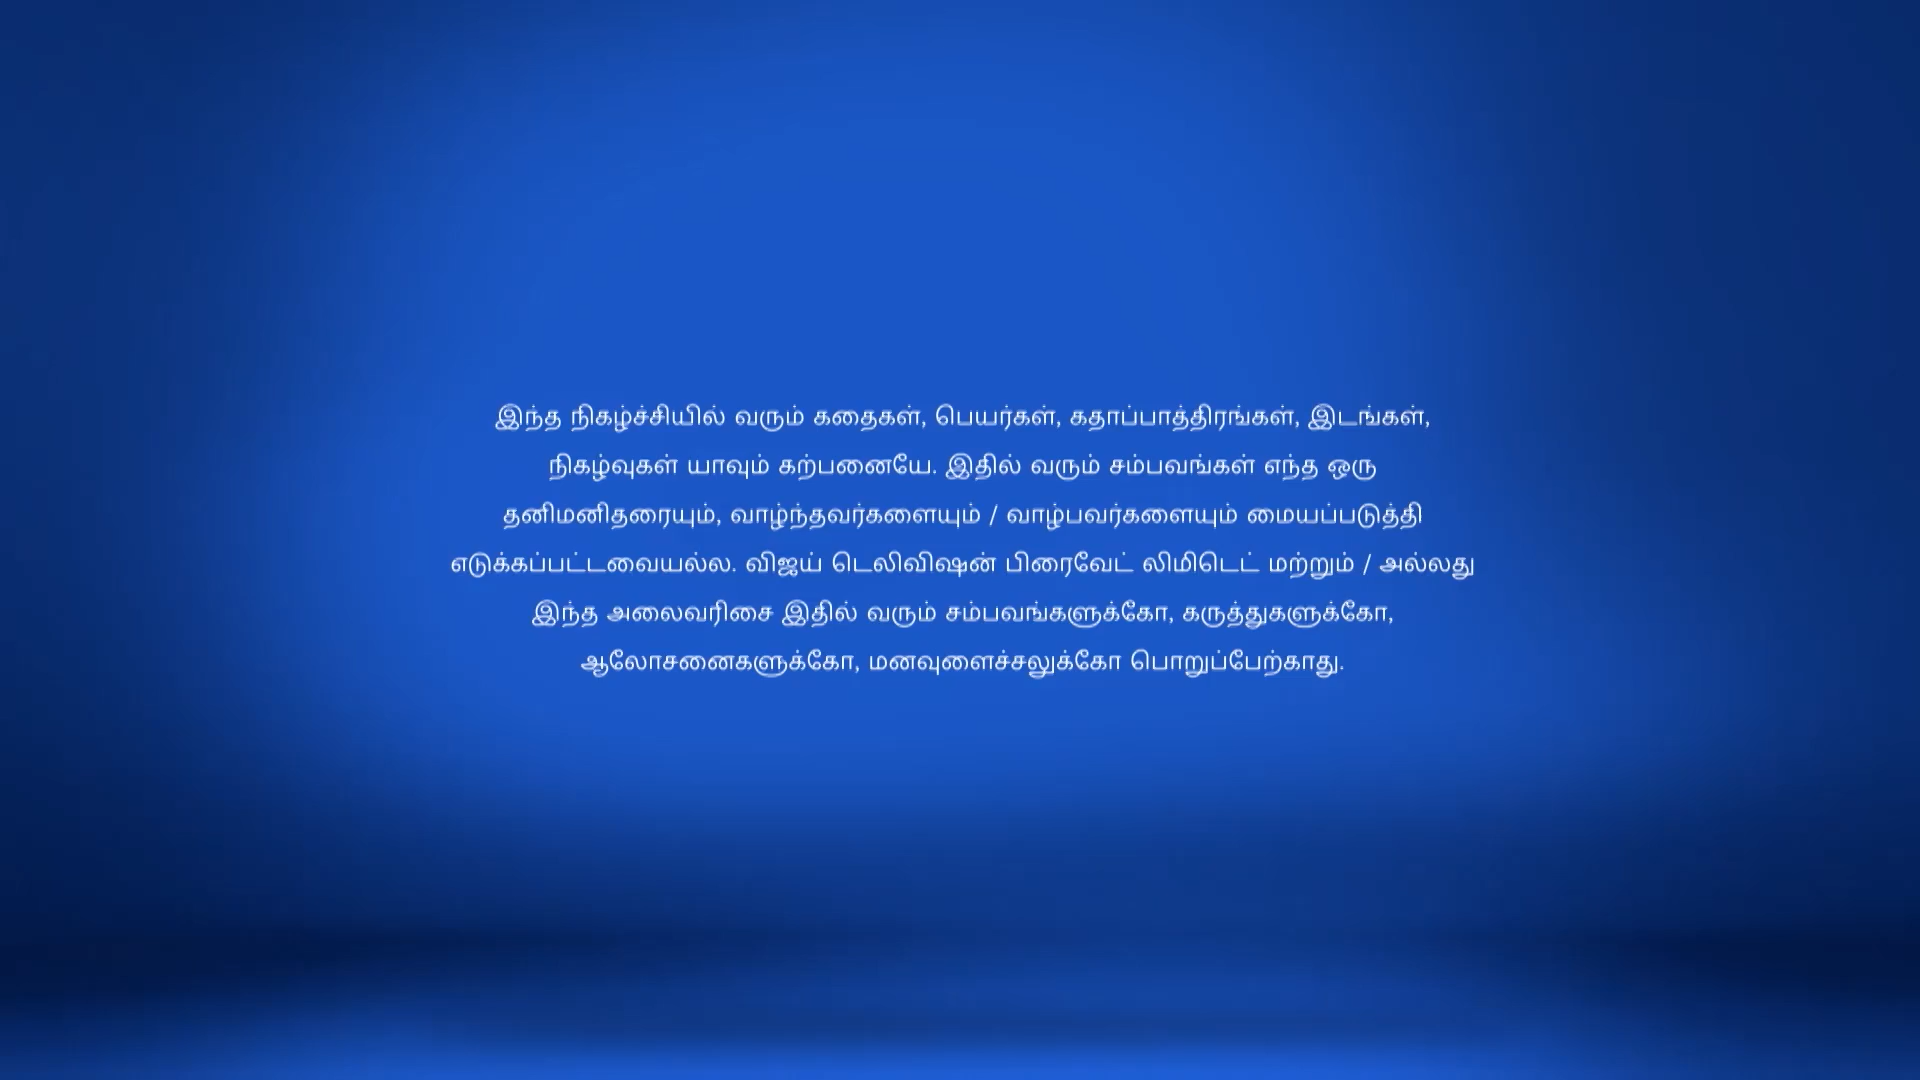 இந்த நிகழ்ச்சியில் வரும் கதைகள், பெயர்கள், கதாப்பாத்திரங்கள், இடங்கள்,
நிகழ்வுகள் யாவும் கற்பனையே. இதில் வரும் சம்பவங்கள் எந்த ஒரு
தனிமனிதரையும், வாழ்ந்தவர்களையும் / வாழ்பவர்களையும் மையப்படுத்தி
எடுக்கப்பட்டவையல்ல. விஜய் டெலிவிஷன் பிரைவேட் லிமிடெட் மற்றும் / அல்லது
இந்த அலைவரிசை இதில் வரும் சம்பவங்களுக்கோ, கருத்துகளுக்கோ,
ஆலோசனைகளுக்கோ, மனவுளைச்சலுக்கோ பொறுப்பேற்காது.